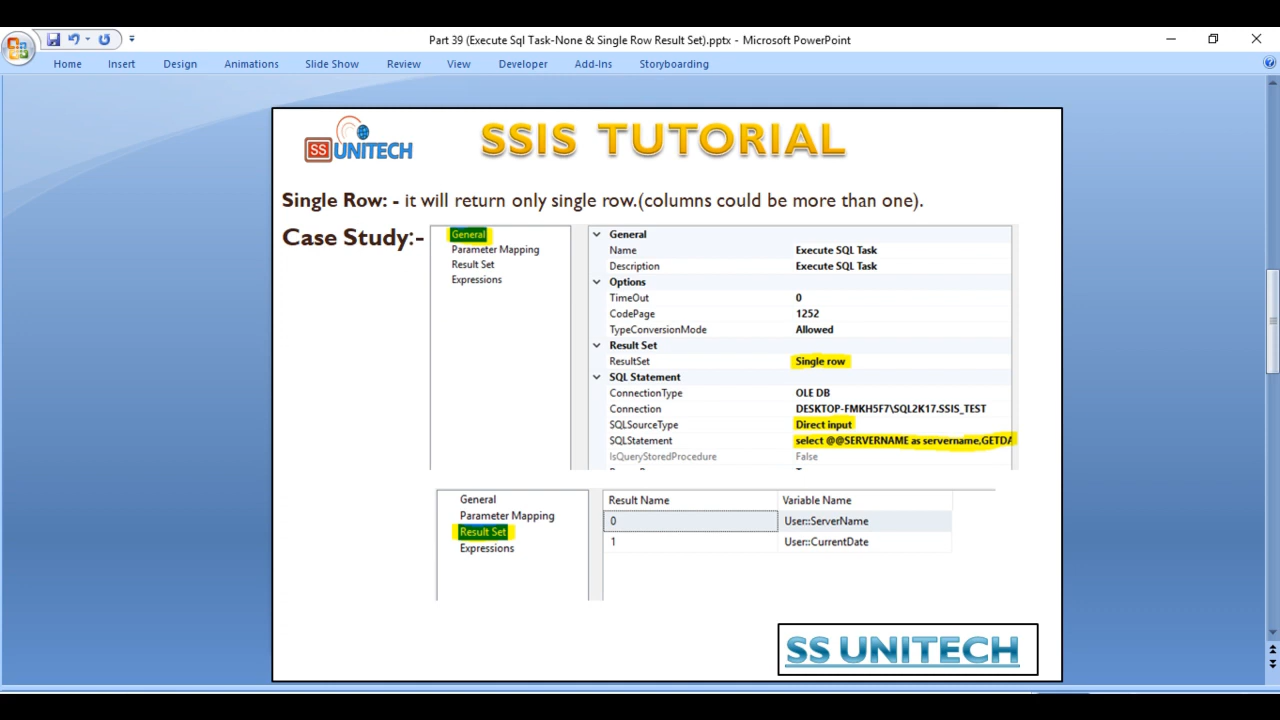 Part 39 (Execute Sql Task-None & Single Row Result Set).pptx - Microsoft PowerPoint
Home Insert Design Animations Slide Show Review View Developer Add-Ins Storyboarding
SS UNITECH
SSIS TUTORIAL
Single Row: - it will return only single row.(columns could be more than one).
Case Study:-
General
Parameter Mapping
Result Set
Expressions
General
Name Execute SQL Task
Description Execute SQL Task
Options
TimeOut 0
CodePage 1252
TypeConversionMode Allowed
Result Set
ResultSet Single row
SQL Statement
ConnectionType OLE DB
Connection DESKTOP-FMKH5F7\SQL2K17.SSIS_TEST
SQLSourceType Direct input
SQLStatement select @@SERVERNAME as servername,GETDA
IsQueryStoredProcedure False
General
Parameter Mapping
Result Set
Expressions
Result Name Variable Name
0 User::ServerName
1 User::CurrentDate
SS UNITECH